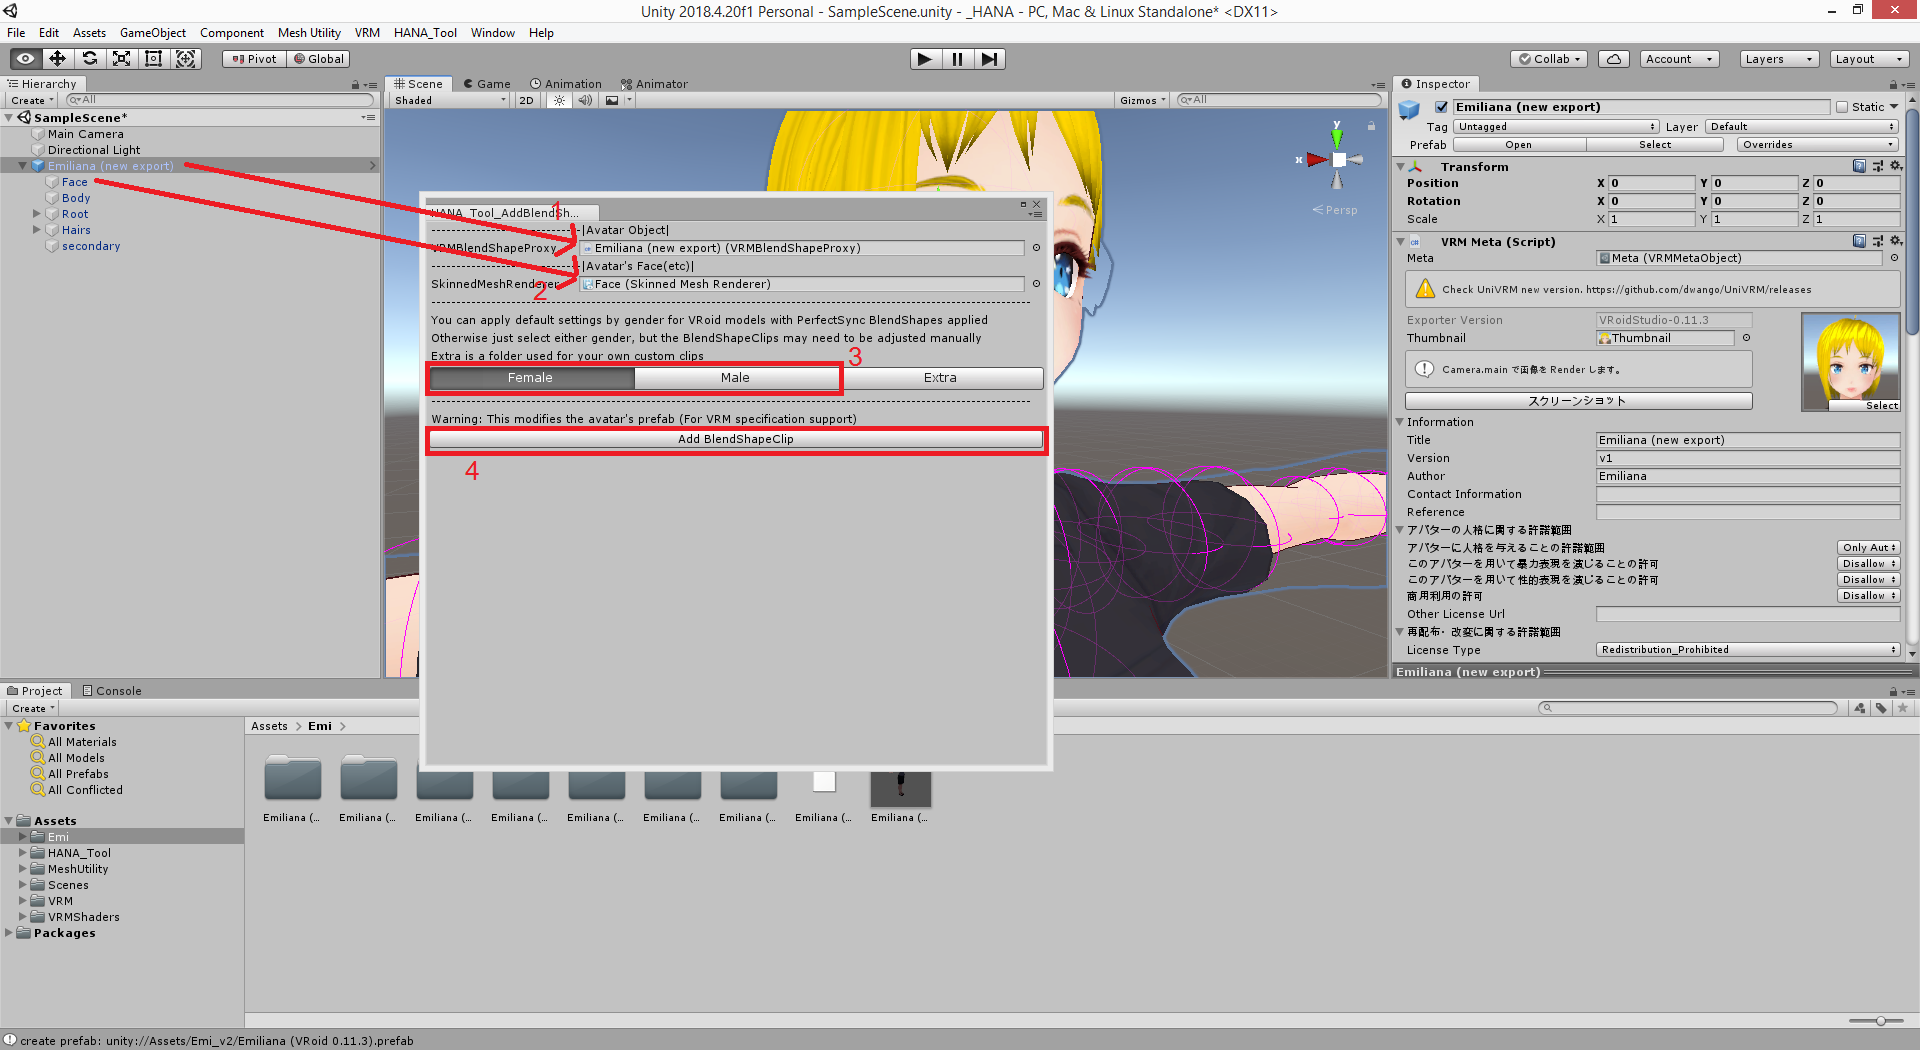 Unity 2018.4.20f1 Personal - SampleScene.unity - _HANA - PC, Mac & Linux Standalone* <DX11>
File Edit Assets GameObject Component Mesh Utility VRM HANA_Tool Window Help
Pivot Global Collab Account Layers Layout
Hierarchy
Create All
SampleScene*
Main Camera
Directional Light
Emiliana (new export)
Face
Body
Root
Hairs
secondary
Scene Game Animation Animator
Shaded 2D Gizmos All
y
x
Persp
HANA_Tool_AddBlendSh...
1
|Avatar Object|
VRMBlendShapeProxy Emiliana (new export) (VRMBlendShapeProxy)
|Avatar's Face(etc)|
SkinnedMeshRenderer Face (Skinned Mesh Renderer)
2
You can apply default settings by gender for VRoid models with PerfectSync BlendShapes applied
Otherwise just select either gender, but the BlendShapeClips may need to be adjusted manually
Extra is a folder used for your own custom clips
3
Female Male Extra
Warning: This modifies the avatar's prefab (For VRM specification support)
Add BlendShapeClip
4
Inspector
Emiliana (new export) Static
Tag Untagged Layer Default
Prefab Open Select Overrides
Transform
Position X 0 Y 0 Z 0
Rotation X 0 Y 0 Z 0
Scale X 1 Y 1 Z 1
VRM Meta (Script)
Meta Meta (VRMMetaObject)
Check UniVRM new version. https://github.com/dwango/UniVRM/releases
Exporter Version VRoidStudio-0.11.3
Thumbnail Thumbnail
Camera.main で画像を Render します。
スクリーンショット
Select
Information
Title Emiliana (new export)
Version v1
Author Emiliana
Contact Information
Reference
アバターの人格に関する許諾範囲
アバターに人格を与えることの許諾範囲 Only Aut
このアバターを用いて暴力表現を演じることの許可 Disallow
このアバターを用いて性的表現を演じることの許可 Disallow
商用利用の許可 Disallow
Other License Url
再配布・改変に関する許諾範囲
License Type Redistribution_Prohibited
Emiliana (new export)
Project Console
Create
Favorites
All Materials
All Models
All Prefabs
All Conflicted
Assets
Emi
HANA_Tool
MeshUtility
Scenes
VRM
VRMShaders
Packages
Assets > Emi >
Emiliana (... Emiliana (... Emiliana (... Emiliana (... Emiliana (... Emiliana (... Emiliana (... Emiliana (... Emiliana (...
create prefab: unity://Assets/Emi_v2/Emiliana (VRoid 0.11.3).prefab